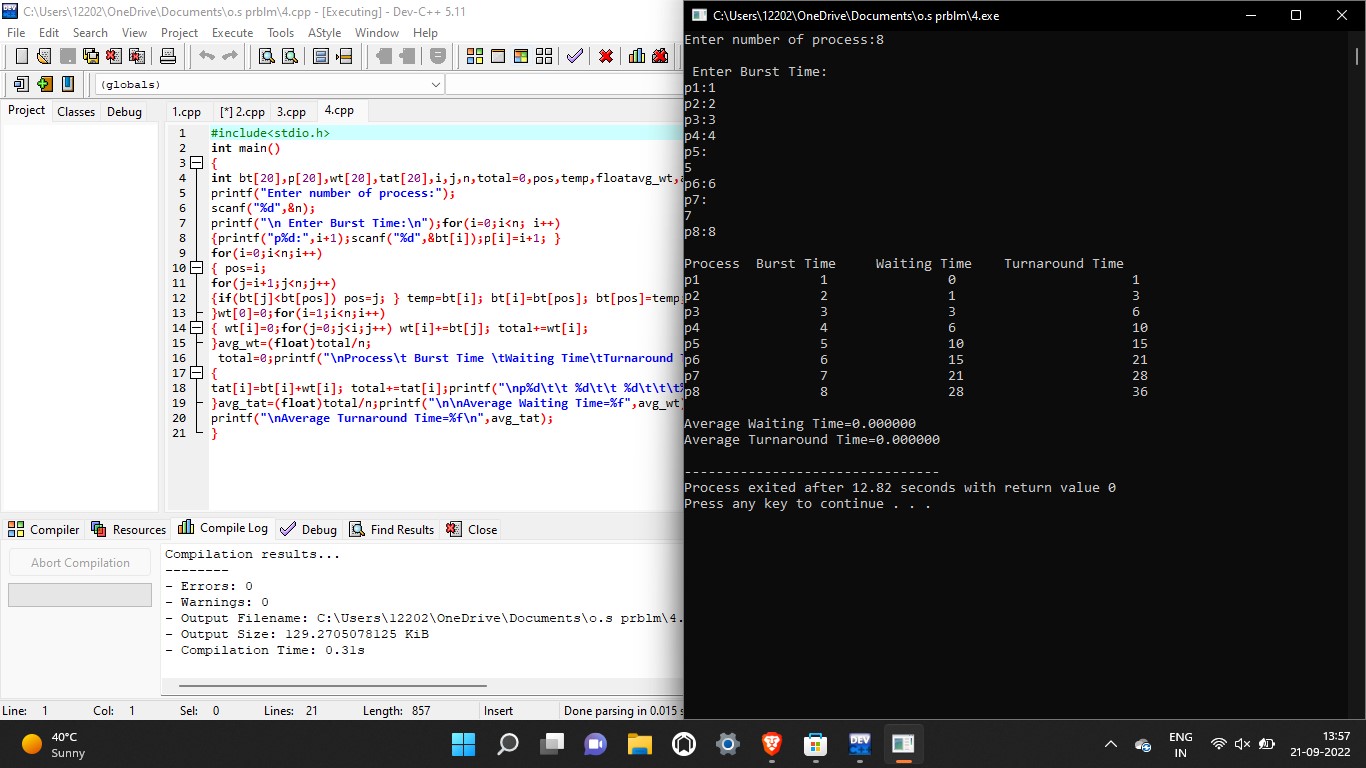 C:\Users\12202\OneDrive\Documents\o.s prblm\4.cpp - [Executing] - Dev-C++ 5.11
File Edit Search View Project Execute Tools AStyle Window Help
(globals)
Project Classes Debug
1.cpp [*] 2.cpp 3.cpp 4.cpp
1 #include<stdio.h>
2 int main()
3 {
4 int bt[20],p[20],wt[20],tat[20],i,j,n,total=0,pos,temp,floatavg_wt,
5 printf("Enter number of process:");
6 scanf("%d",&n);
7 printf("\n Enter Burst Time:\n");for(i=0;i<n; i++)
8 {printf("p%d:",i+1);scanf("%d",&bt[i]);p[i]=i+1; }
9 for(i=0;i<n;i++)
10 { pos=i;
11 for(j=i+1;j<n;j++)
12 {if(bt[j]<bt[pos]) pos=j; } temp=bt[i]; bt[i]=bt[pos]; bt[pos]=temp;
13 }wt[0]=0;for(i=1;i<n;i++)
14 { wt[i]=0;for(j=0;j<i;j++) wt[i]+=bt[j]; total+=wt[i];
15 }avg_wt=(float)total/n;
16 total=0;printf("\nProcess\t Burst Time \tWaiting Time\tTurnaround
17 {
18 tat[i]=bt[i]+wt[i]; total+=tat[i];printf("\np%d\t\t %d\t\t %d\t\t\t%
19 }avg_tat=(float)total/n;printf("\n\nAverage Waiting Time=%f",avg_wt)
20 printf("\nAverage Turnaround Time=%f\n",avg_tat);
21 }
Compiler Resources Compile Log Debug Find Results Close
Abort Compilation
Compilation results...
--------
- Errors: 0
- Warnings: 0
- Output Filename: C:\Users\12202\OneDrive\Documents\o.s prblm\4.
- Output Size: 129.2705078125 KiB
- Compilation Time: 0.31s
Line: 1 Col: 1 Sel: 0 Lines: 21 Length: 857 Insert Done parsing in 0.015 s
C:\Users\12202\OneDrive\Documents\o.s prblm\4.exe
Enter number of process:8
Enter Burst Time:
p1:1
p2:2
p3:3
p4:4
p5:
5
p6:6
p7:
7
p8:8
Process Burst Time Waiting Time Turnaround Time
p1 1 0 1
p2 2 1 3
p3 3 3 6
p4 4 6 10
p5 5 10 15
p6 6 15 21
p7 7 21 28
p8 8 28 36
Average Waiting Time=0.000000
Average Turnaround Time=0.000000
--------------------------------
Process exited after 12.82 seconds with return value 0
Press any key to continue . . .
40°C
Sunny
DEV
ENG
IN
13:57
21-09-2022